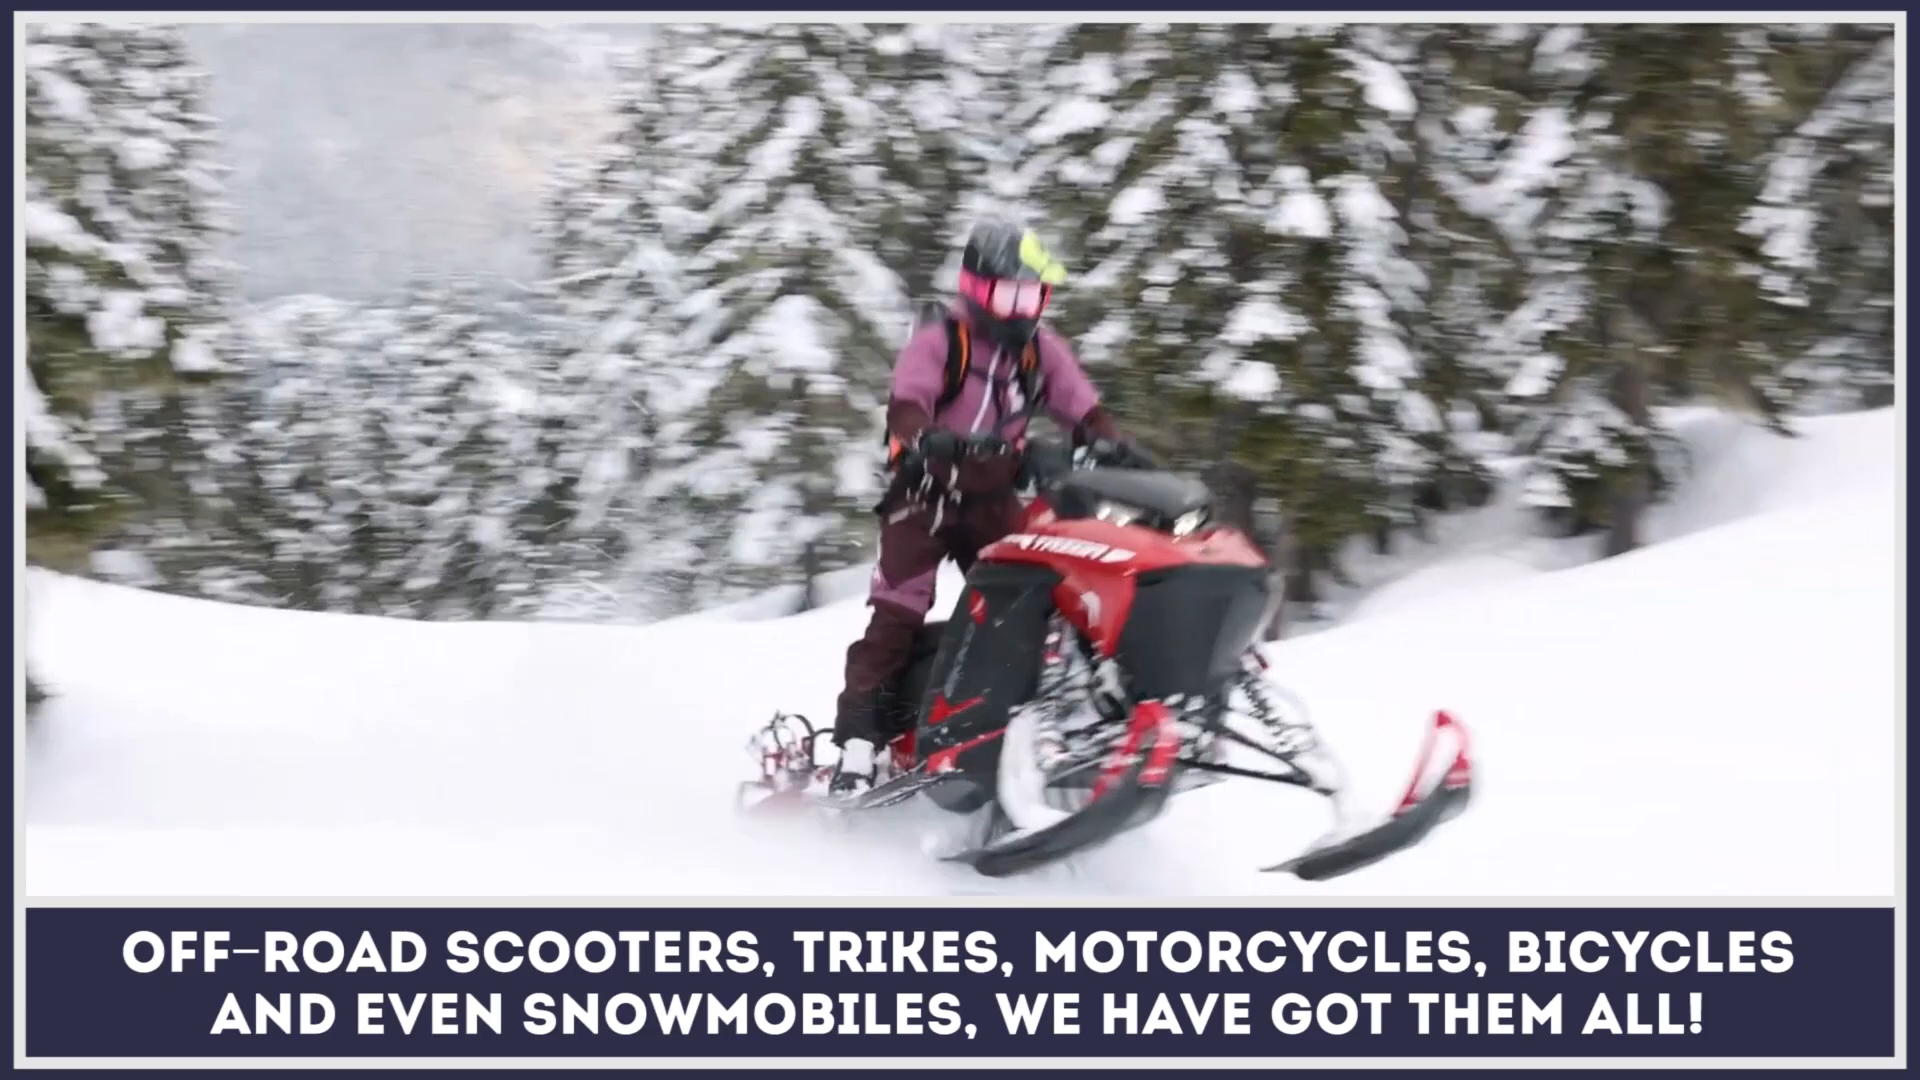 OFF-ROAD SCOOTERS, TRIKES, MOTORCYCLES, BICYCLES
AND EVEN SNOWMOBILES, WE HAVE GOT THEM ALL!